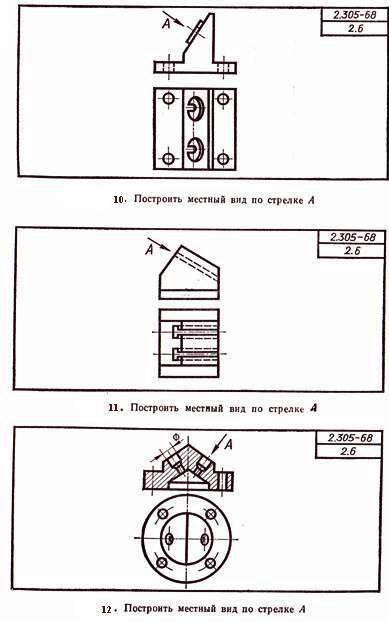 2.305-68
2.6
A
10. Построить местный вид по стрелке А
2.305-68
2.6
A
11. Построить местный вид по стрелке А
2.305-68
2.6
Ф
A
12. Построить местный вид по стрелке А